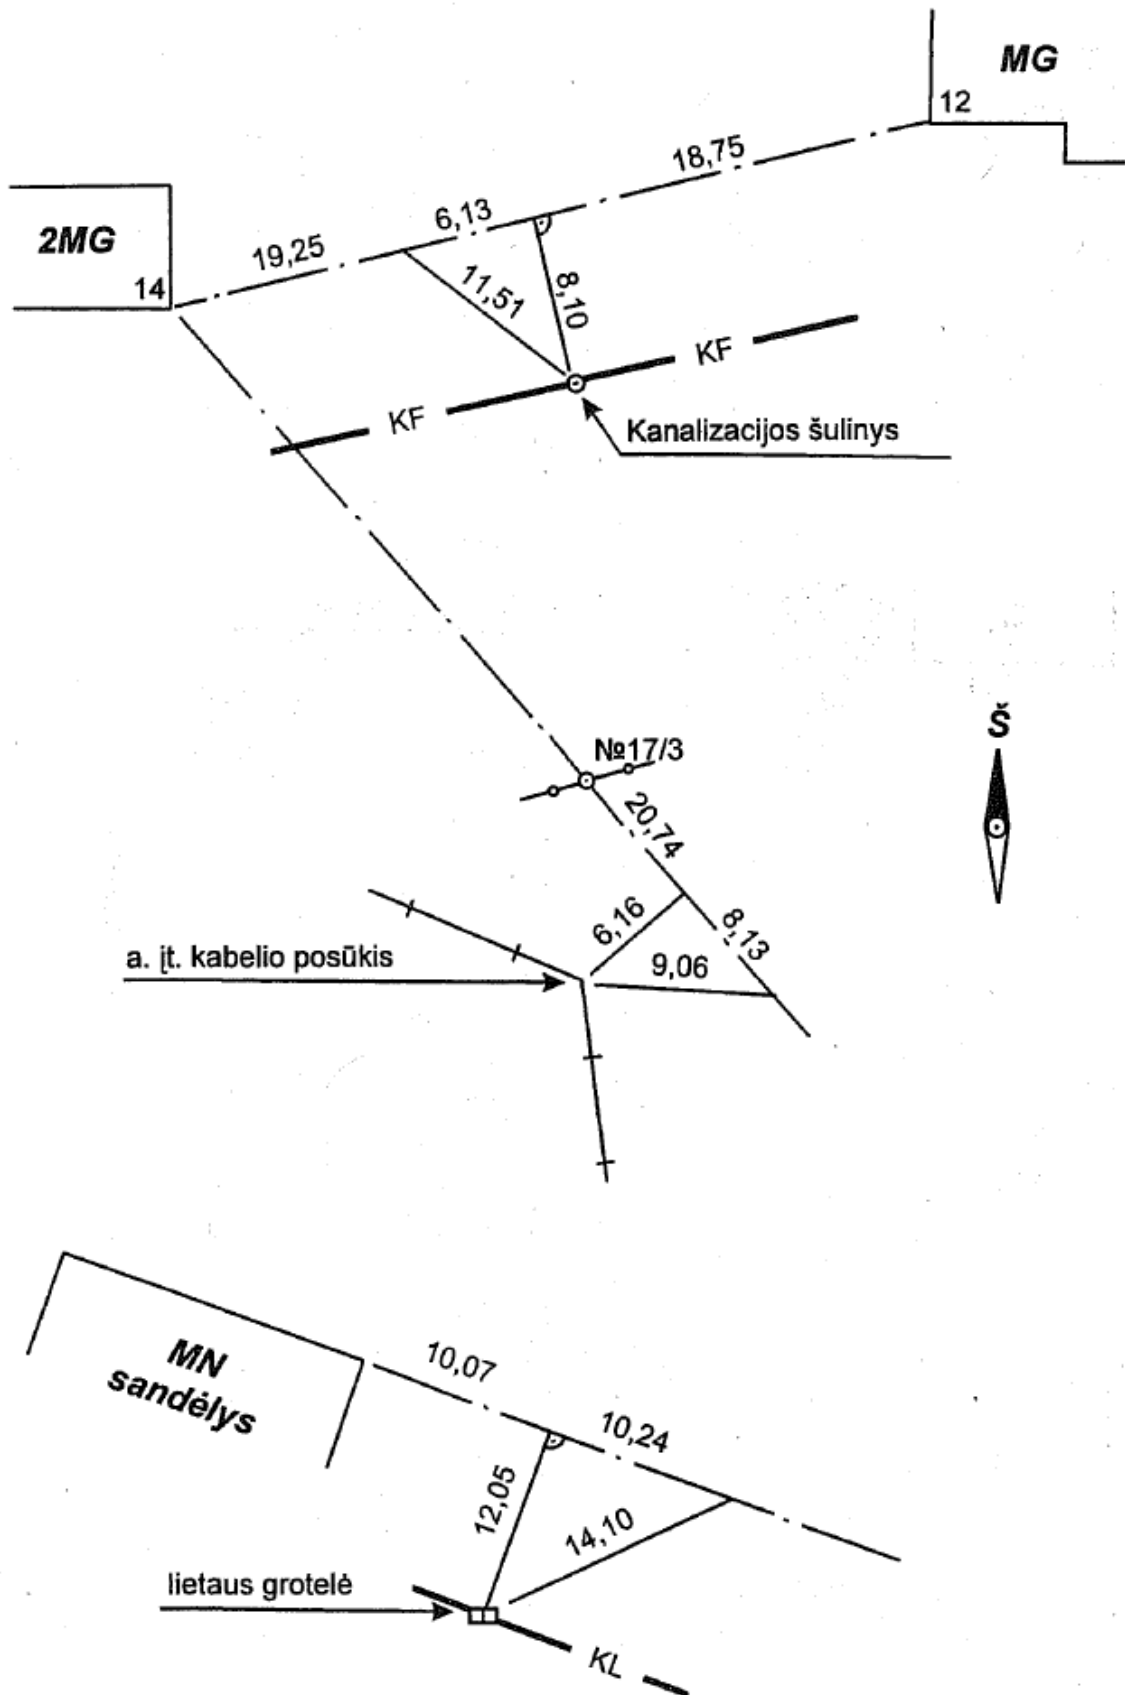 MG
12
18,75
6,13
2MG
19,25
14
11,51
8,10
KF
KF
Kanalizacijos šulinys
Š
№17/3
20,74
6,16
8,13
a. įt. kabelio posūkis
9,06
10,07
MN
sandėlys
10,24
12,05
14,10
lietaus grotelė
KL